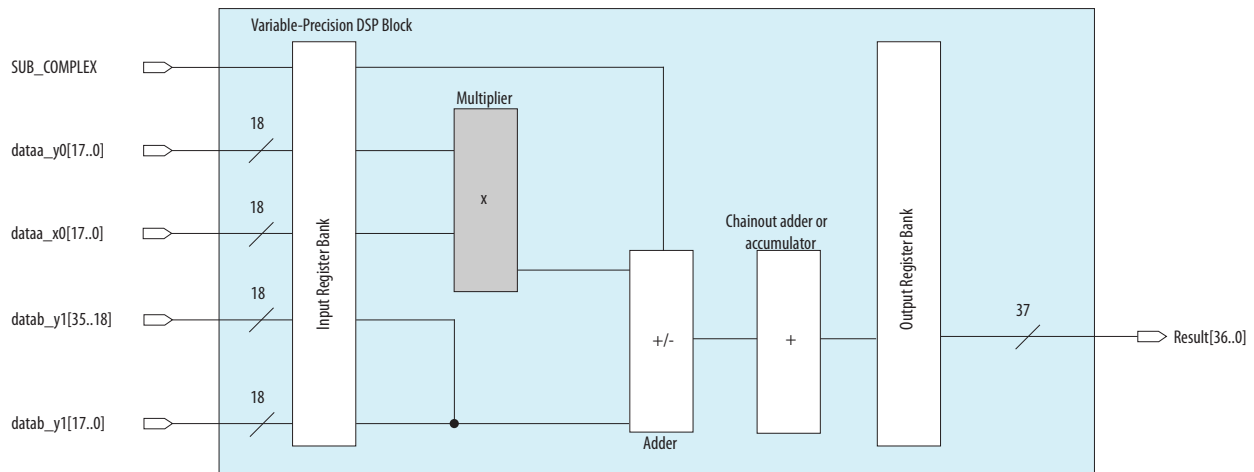 Variable-Precision DSP Block
SUB_COMPLEX
Multiplier
18
dataa_y0[17..0]
x
18
dataa_x0[17..0]
Input Register Bank
Chainout adder or
accumulator
Output Register Bank
18
datab_y1[35..18]
+/-
+
37
Result[36..0]
18
datab_y1[17..0]
Adder